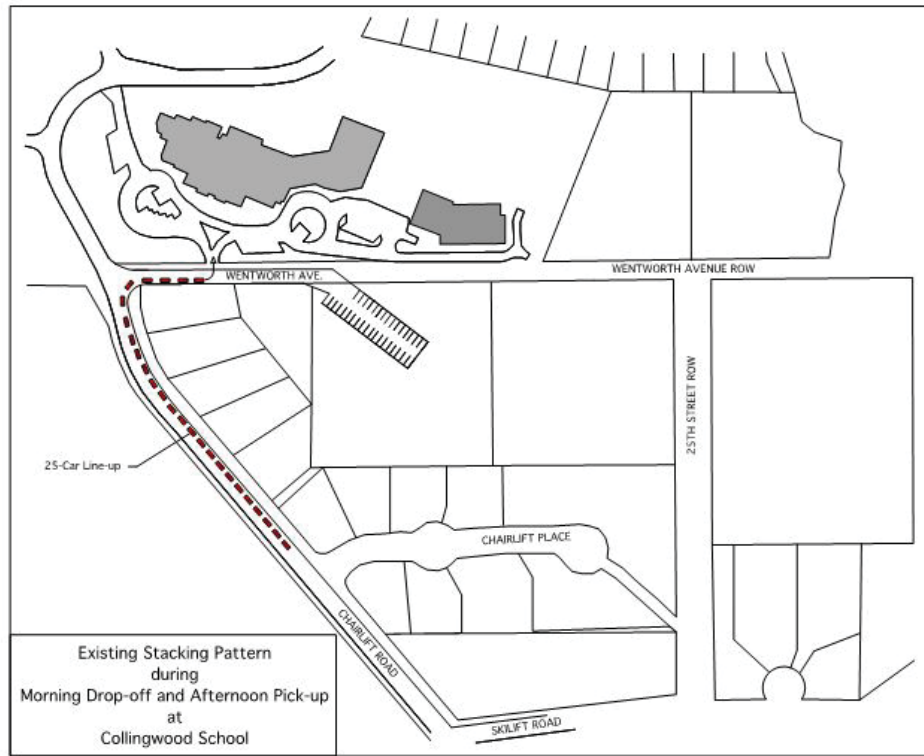 WENTWORTH AVE.
WENTWORTH AVENUE ROW
25TH STREET ROW
25-Car Line-up
CHAIRLIFT PLACE
CHAIRLIFT ROAD
SKILIFT ROAD
Existing Stacking Pattern
during
Morning Drop-off and Afternoon Pick-up
at
Collingwood School